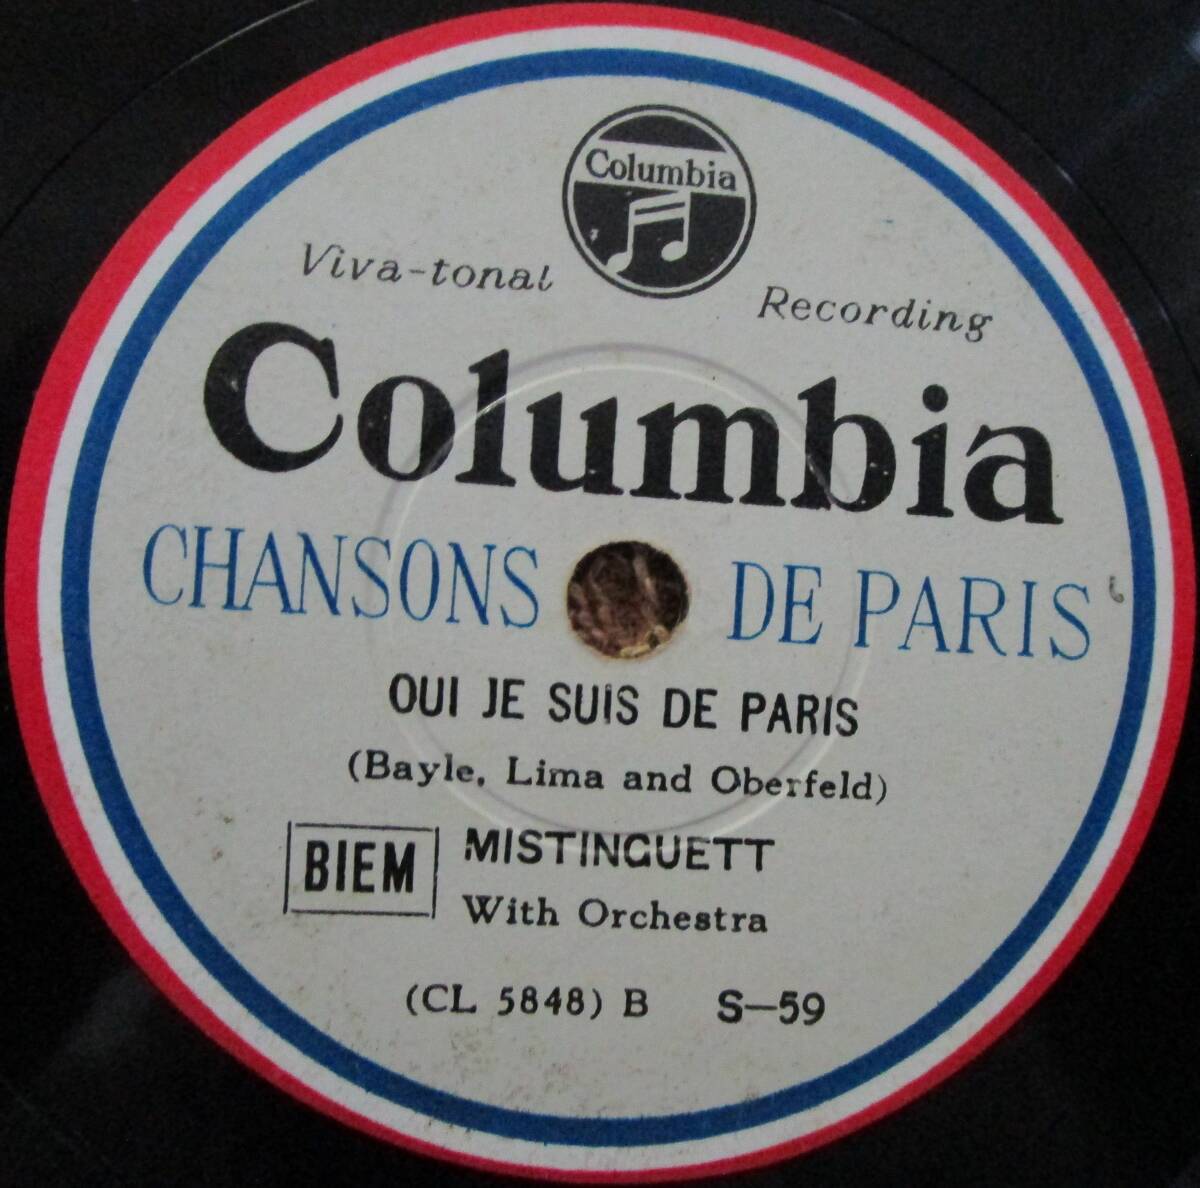 Columbia
Viva-tonal Recording
Columbia
CHANSONS DE PARIS
OUI JE SUIS DE PARIS
(Bayle, Lima and Oberfeld)
BIEM MISTINGUETT
With Orchestra
(CL 5848) B S-59